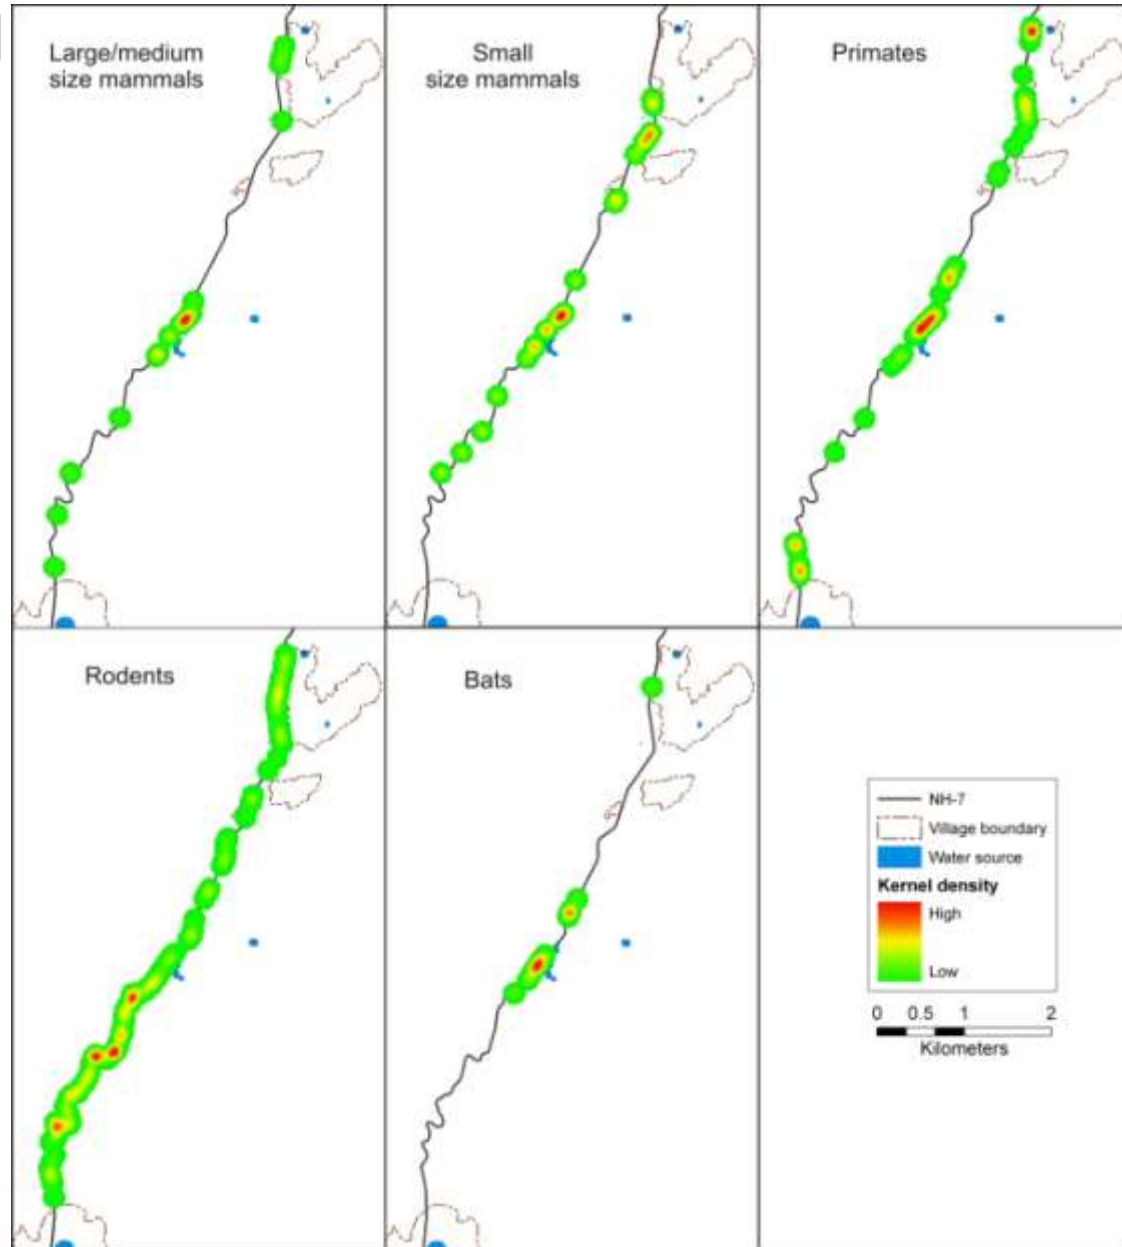 Large/medium
size mammals
Small
size mammals
Primates
Rodents
Bats
NH-7
Village boundary
Water source
Kernel density
High
Low
0 0.5 1 2
Kilometers